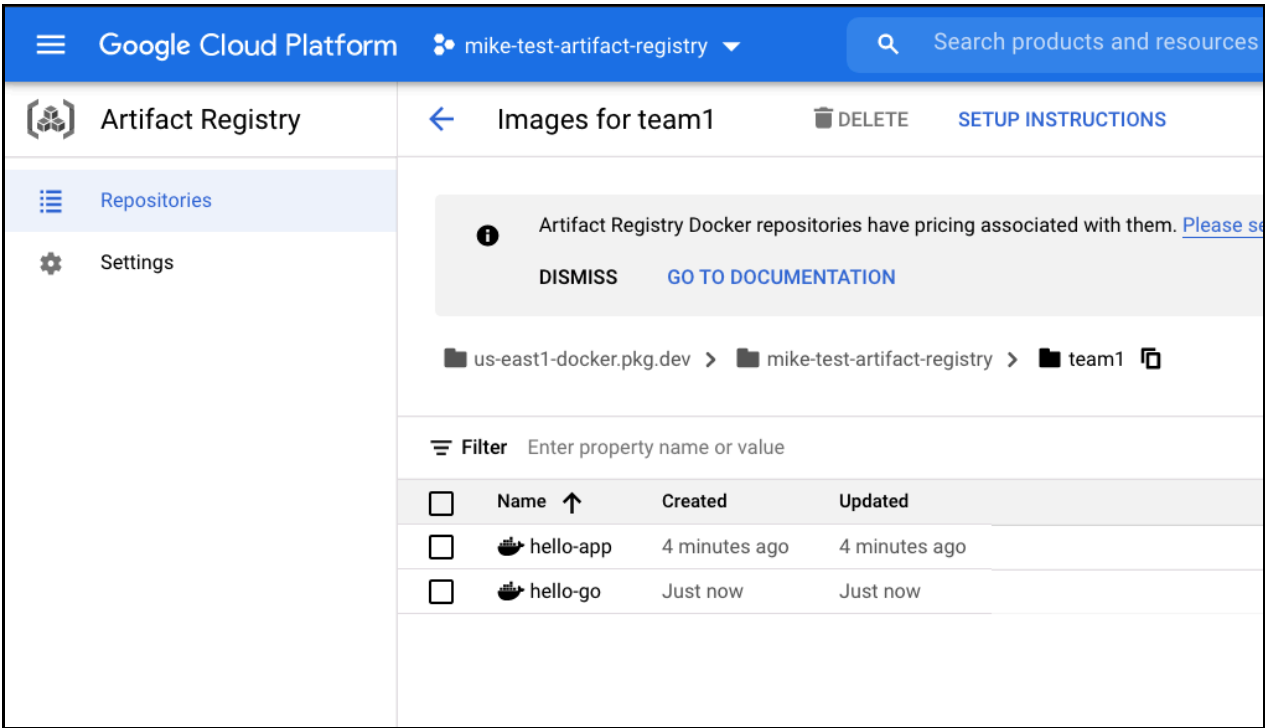 Google Cloud Platform mike-test-artifact-registry Search products and resources
Artifact Registry
Images for team1 DELETE SETUP INSTRUCTIONS
Repositories
Settings
Artifact Registry Docker repositories have pricing associated with them. Please
DISMISS GO TO DOCUMENTATION
us-east1-docker.pkg.dev > mike-test-artifact-registry > team1
Filter Enter property name or value
Name Created Updated
hello-app 4 minutes ago 4 minutes ago
hello-go Just now Just now